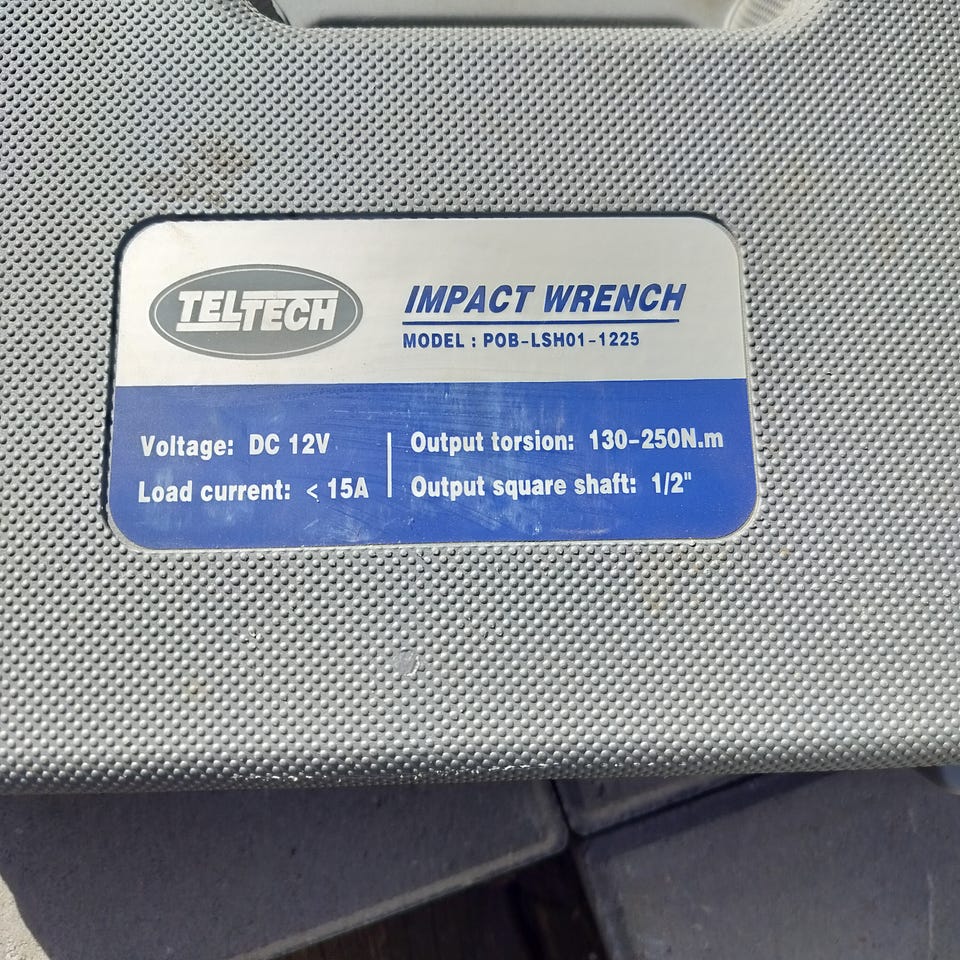 TELTECH
IMPACT WRENCH
MODEL : POB-LSH01-1225
Voltage: DC 12V
Load current: < 15A
Output torsion: 130-250N.m
Output square shaft: 1/2"